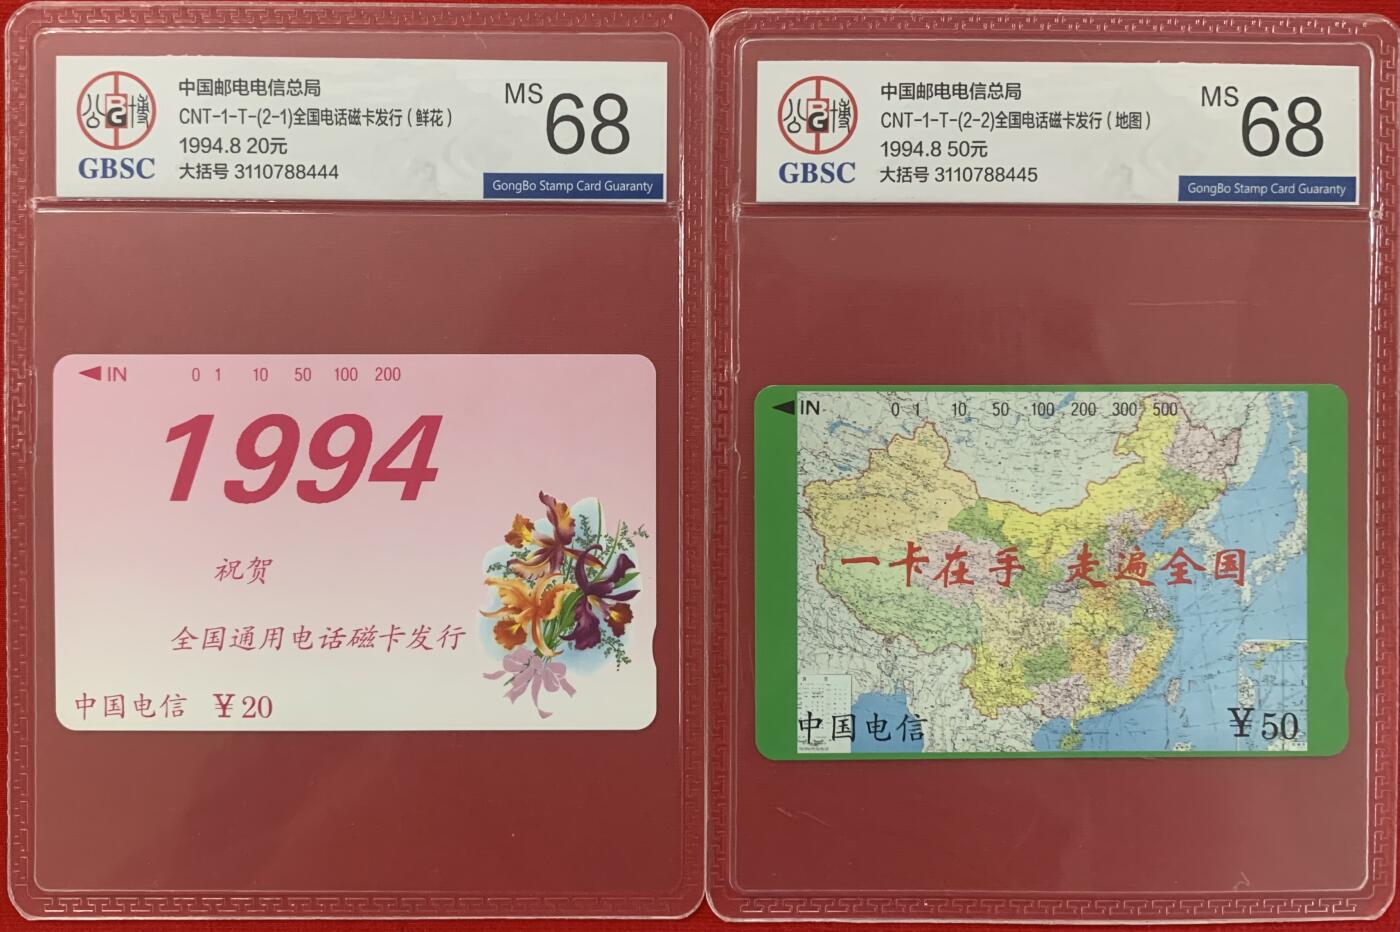 公博
BG
GBSC
中国邮电电信总局
CNT-1-T-(2-1)全国电话磁卡发行(鲜花)
1994.8 20元
大括号 3110788444
MS 68
GongBo Stamp Card Guaranty
IN 0 1 10 50 100 200
1994
祝贺
全国通用电话磁卡发行
中国电信 ￥20
公博
BG
GBSC
中国邮电电信总局
CNT-1-T-(2-2)全国电话磁卡发行(地图)
1994.8 50元
大括号 3110788445
MS 68
GongBo Stamp Card Guaranty
IN 0 1 10 50 100 200 300 500
一卡在手 走遍全国
中国电信 ￥50